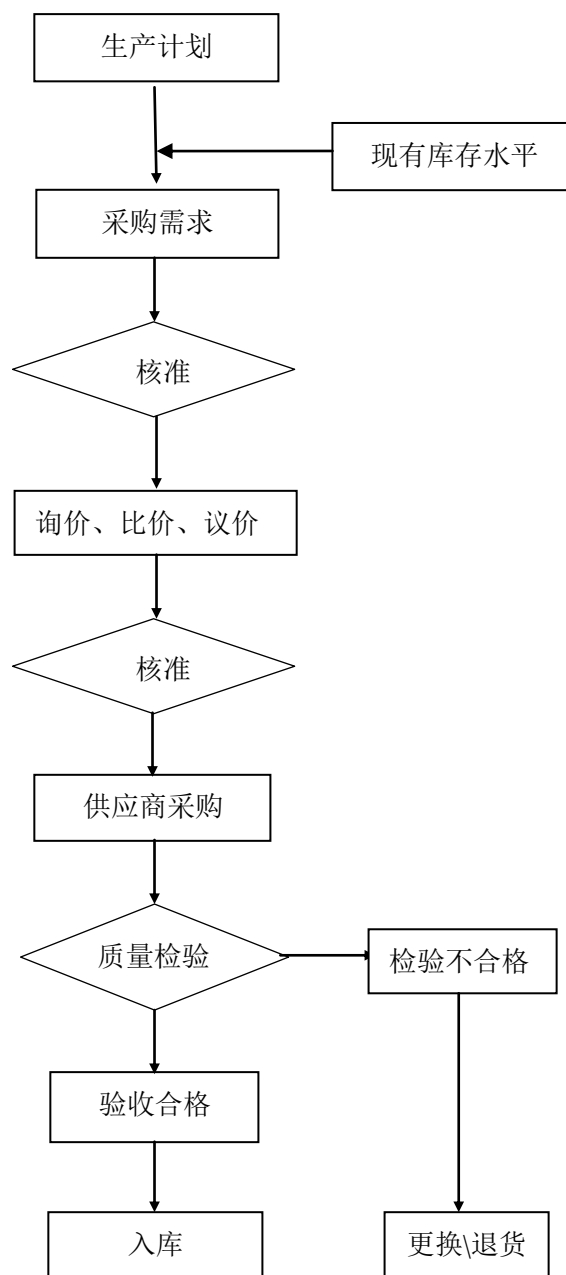 生产计划
现有库存水平
采购需求
核准
询价、比价、议价
核准
供应商采购
质量检验
检验不合格
验收合格
入库
更换\退货